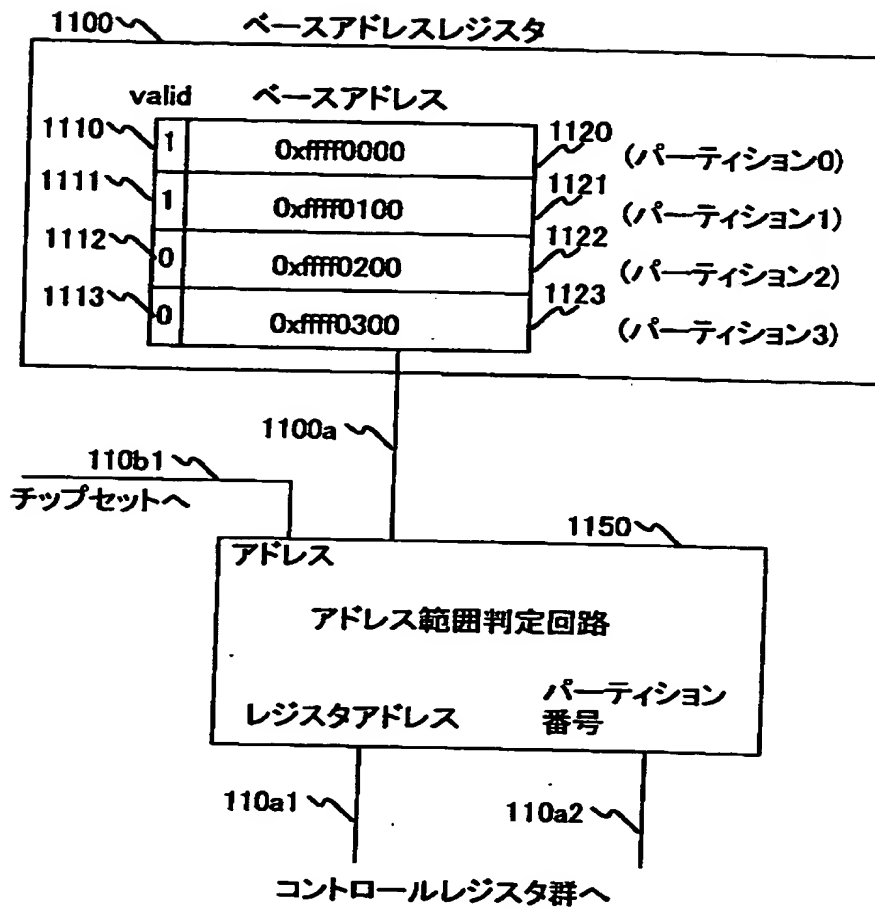 1100 ベースアドレスレジスタ
valid ベースアドレス
1110 1 0xffff0000 1120 (パーティション0)
1111 1 0xffff0100 1121 (パーティション1)
1112 0 0xffff0200 1122 (パーティション2)
1113 0 0xffff0300 1123 (パーティション3)
1100a
110b1
チップセットへ
1150
アドレス
アドレス範囲判定回路
レジスタアドレス
パーティション
番号
110a1
110a2
コントロールレジスタ群へ